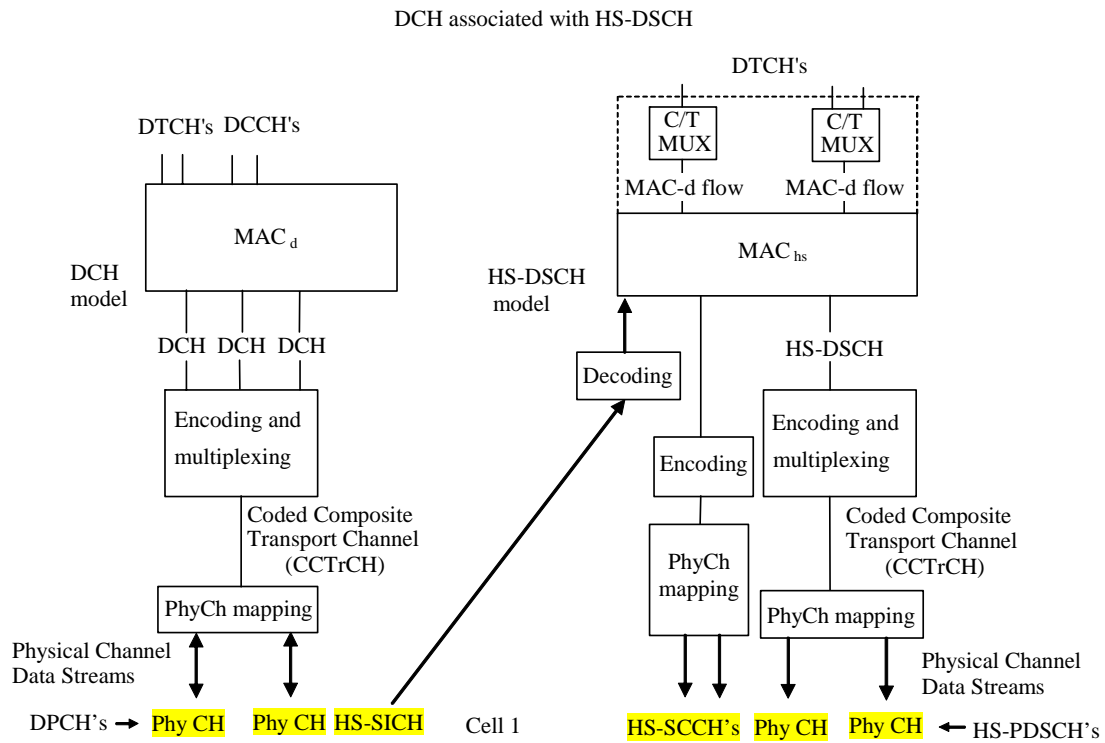 DCH associated with HS-DSCH
DTCH's
C/T
MUX
C/T
MUX
DTCH's DCCH's
MAC-d flow
MAC-d flow
MAC d
MAC hs
DCH
model
HS-DSCH
model
DCH DCH DCH
HS-DSCH
Decoding
Encoding and
multiplexing
Encoding
Encoding and
multiplexing
Coded Composite
Transport Channel
(CCTrCH)
Coded Composite
Transport Channel
(CCTrCH)
PhyCh
mapping
PhyCh mapping
PhyCh mapping
Physical Channel
Data Streams
Physical Channel
Data Streams
DPCH's
Phy CH
Phy CH
HS-SICH
Cell 1
HS-SCCH's
Phy CH
Phy CH
HS-PDSCH's